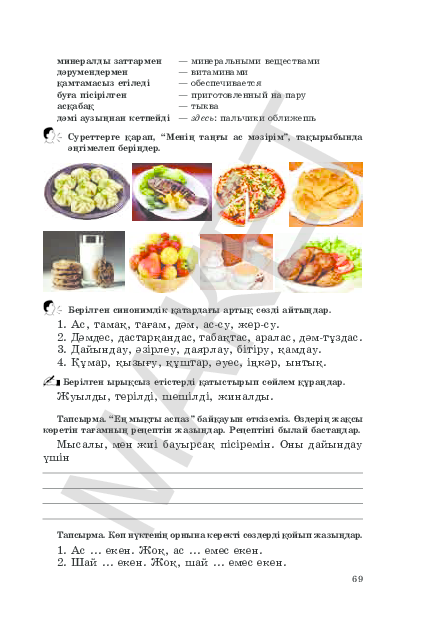 минералды заттармен — минеральными веществами
дәрумендермен — витаминами
қамтамасыз етіледі — обеспечивается
буға пісірілген — приготовленный на пару
асқабақ — тыква
дәмі аузыңнан кетпейді — здесь: пальчики оближешь
Суреттерге қарап, “Менің таңғы ас мәзірім”, тақырыбында
әңгімелеп беріңдер.
Берілген синонимдік қатардағы артық сөзді айтыңдар.
1. Ас, тамақ, тағам, дәм, ас-су, жер-су.
2. Дәмдес, дастарқандас, табақтас, аралас, дәм-тұздас.
3. Дайындау, әзірлеу, даярлау, бітіру, қамдау.
4. Құмар, қызығу, құштар, әуес, іңкәр, ынтық.
Берілген ырықсыз етістерді қатыстырып сөйлем құраңдар.
Жуылды, терілді, шешілді, жиналды.
Тапсырма. “Ең мықты аспаз” байқауын өткіземіз. Өздерің жақсы
көретін тағамның рецептін жазыңдар. Рецептіні былай бастаңдар.
Мысалы, мен жиі бауырсақ пісіремін. Оны дайындау
үшін
Тапсырма. Көп нүктенің орнына керекті сөздерді қойып жазыңдар.
1. Ас ... екен. Жоқ, ас ... емес екен.
2. Шай ... екен. Жоқ, шай ... емес екен.
69
МАКЕТ